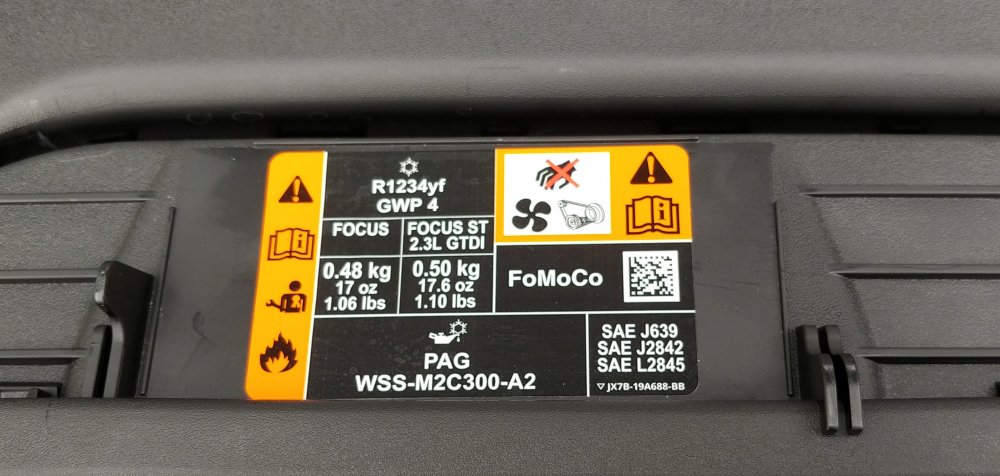 R1234yf
GWP 4
FOCUS
0.48 kg
17 oz
1.06 lbs
FOCUS ST
2.3L GTDI
0.50 kg
17.6 oz
1.10 lbs
FoMoCo
PAG
WSS-M2C300-A2
SAE J639
SAE J2842
SAE L2845
JX7B-19A688-BB